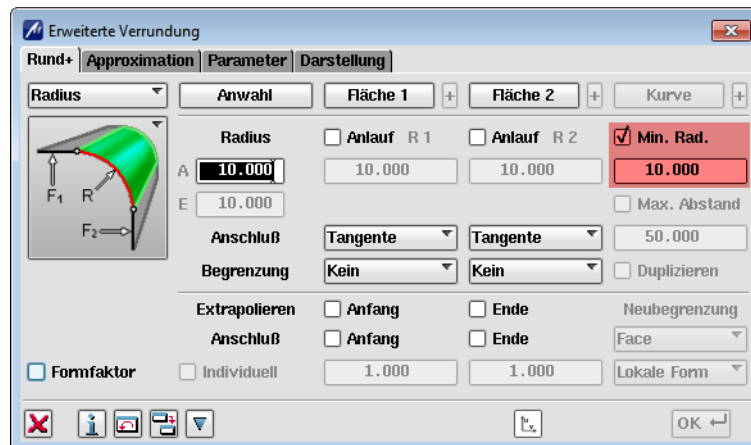 Erweiterte Verrundung
Rund+ Approximation Parameter Darstellung
Radius Anwahl Fläche 1 + Fläche 2 + Kurve +
Radius Anlauf R 1 Anlauf R 2 Min. Rad.
A 10.000 10.000 10.000 10.000
E 10.000 Max. Abstand
Anschluß Tangente Tangente 50.000
Begrenzung Kein Kein Duplizieren
Extrapolieren Anfang Ende Neubegrenzung
Anschluß Anfang Ende Face
Formfaktor Individuell 1.000 1.000 Lokale Form
F1 R
F2
OK